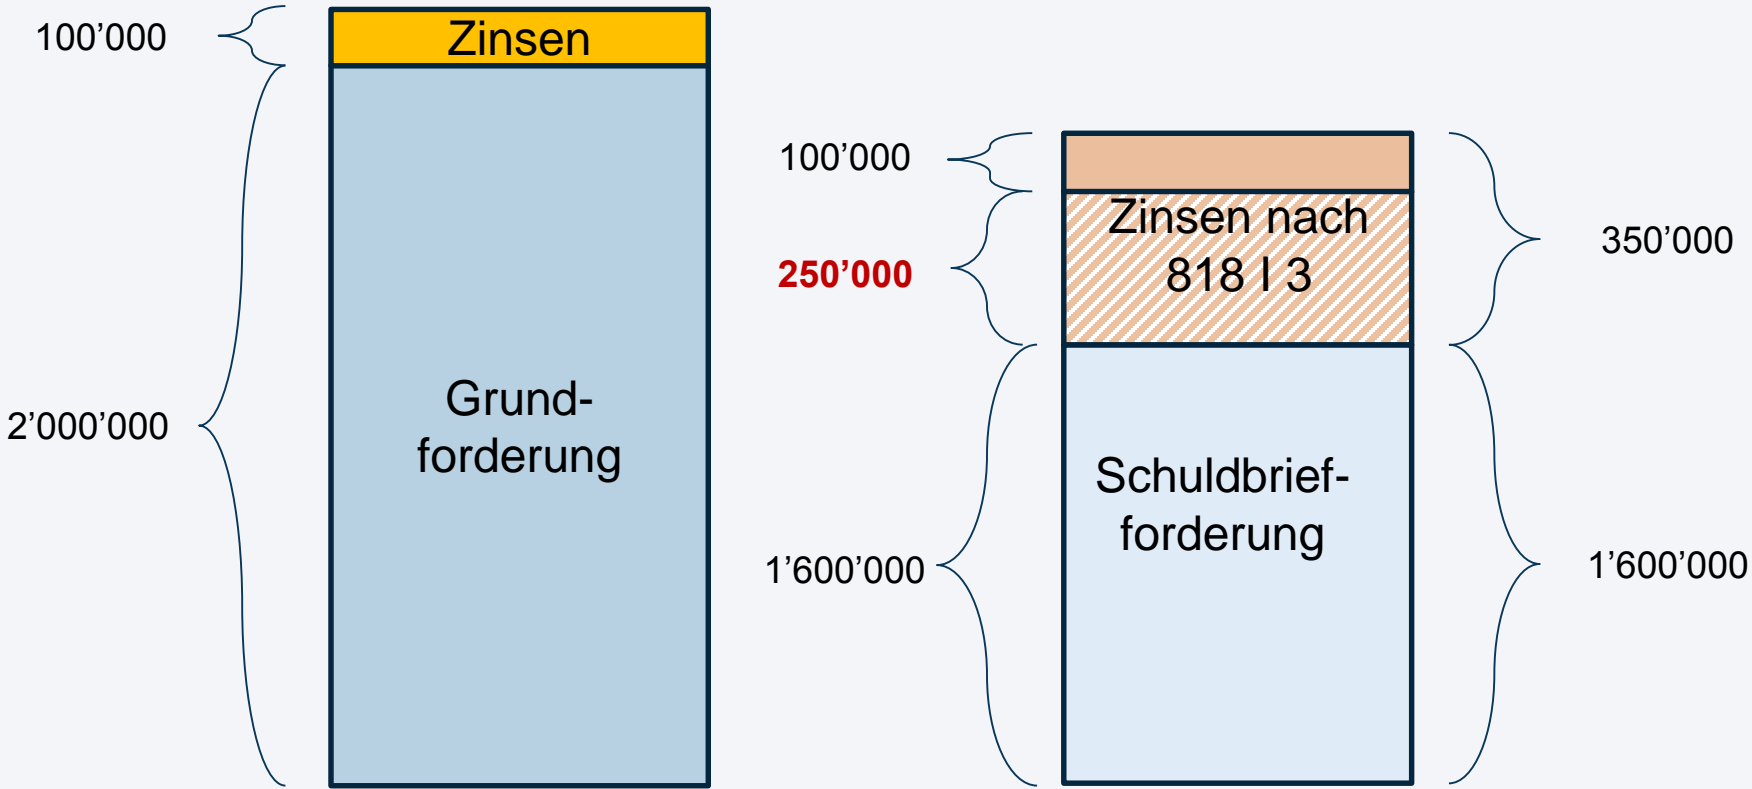 100’000
Zinsen
2’000’000
Grund-
forderung
100’000
250’000
1’600’000
Zinsen nach
818 I 3
Schuldbrief-
forderung
350’000
1’600’000